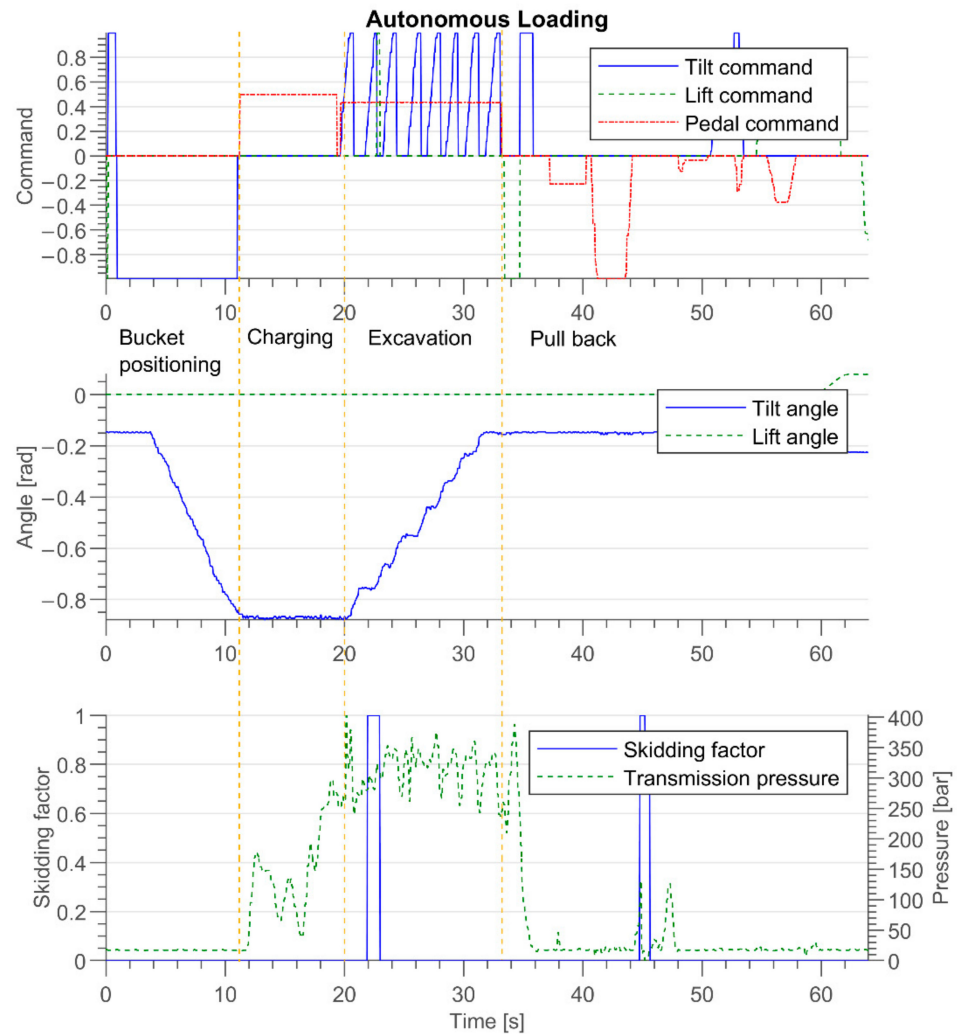 Autonomous Loading
Command
0.8
0.6
0.4
0.2
0
−0.2
−0.4
−0.6
−0.8
Tilt command
Lift command
Pedal command
0 10 20 30 40 50 60
Bucket positioning
Charging
Excavation
Pull back
Angle [rad]
0
−0.2
−0.4
−0.6
−0.8
Tilt angle
Lift angle
0 10 20 30 40 50 60
Skidding factor
1
0.8
0.6
0.4
0.2
0
Skidding factor
Transmission pressure
400
350
300
250
200
150
100
50
0
Pressure [bar]
0 10 20 30 40 50 60
Time [s]